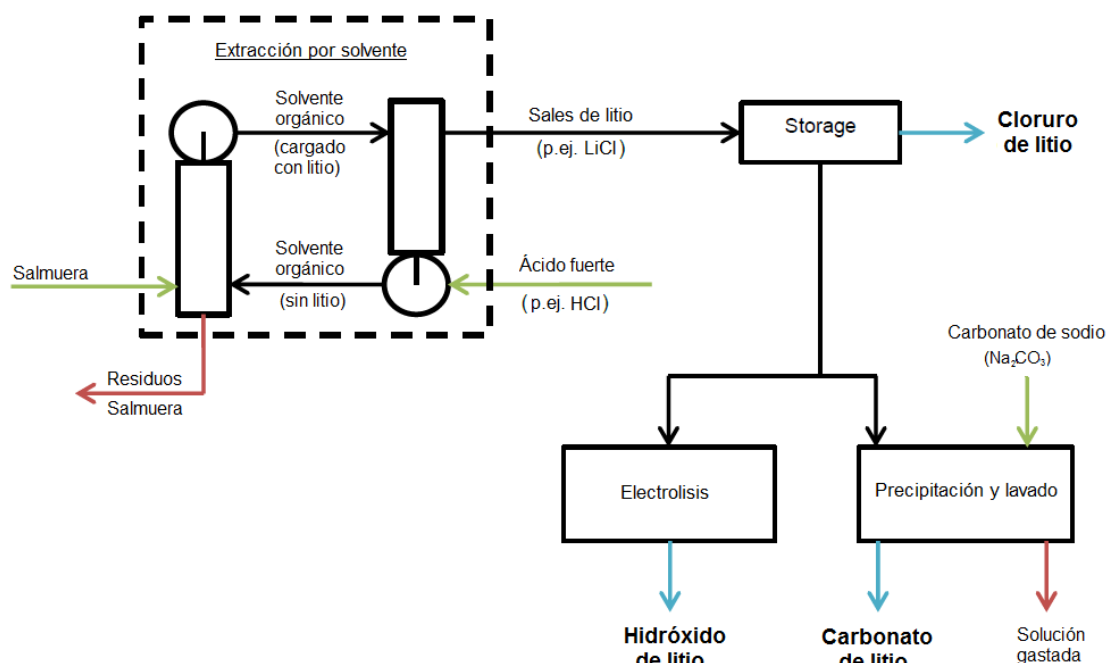 Extracción por solvente
Solvente
orgánico
(cargado
con litio)
Sales de litio
(p.ej. LiCl)
Storage
Cloruro
de litio
Salmuera
Solvente
orgánico
(sin litio)
Ácido fuerte
(p.ej. HCl)
Residuos
Salmuera
Carbonato de sodio
(Na₂CO₃)
Electrolisis
Precipitación y lavado
Hidróxido
de litio
Carbonato
de litio
Solución
gastada